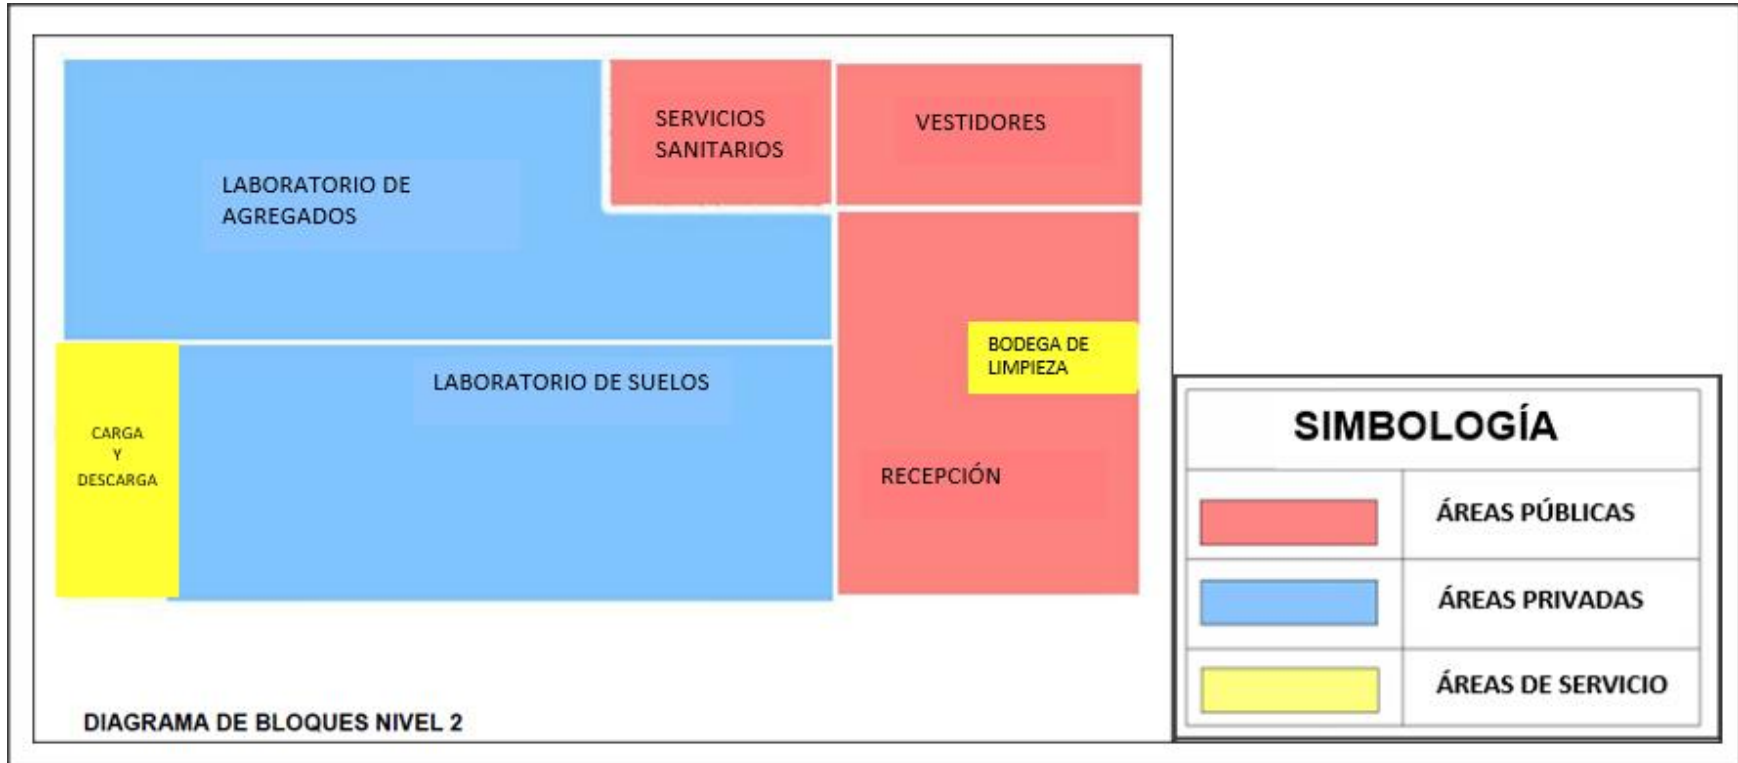 SERVICIOS
SANITARIOS
VESTIDORES
LABORATORIO DE
AGREGADOS
BODEGA DE
LIMPIEZA
LABORATORIO DE SUELOS
CARGA
Y
DESCARGA
RECEPCIÓN
DIAGRAMA DE BLOQUES NIVEL 2
SIMBOLOGÍA
ÁREAS PÚBLICAS
ÁREAS PRIVADAS
ÁREAS DE SERVICIO